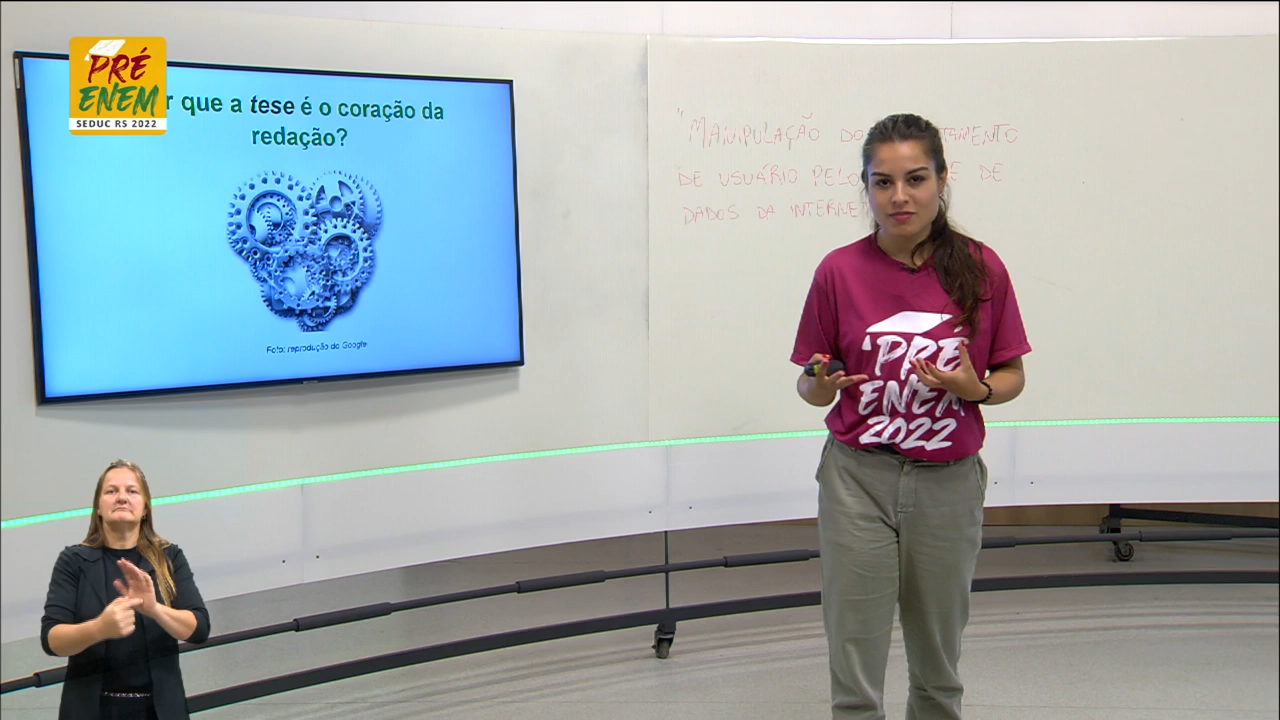 PRÉ
ENEM
SEDUC RS 2022
r que a tese é o coração da
redação?
Foto: reprodução do Google
"MANIPULAÇÃO DO
DE USUÁRIO PELO DE
DADOS DA INTERNE
PRÉ
ENEM
2022